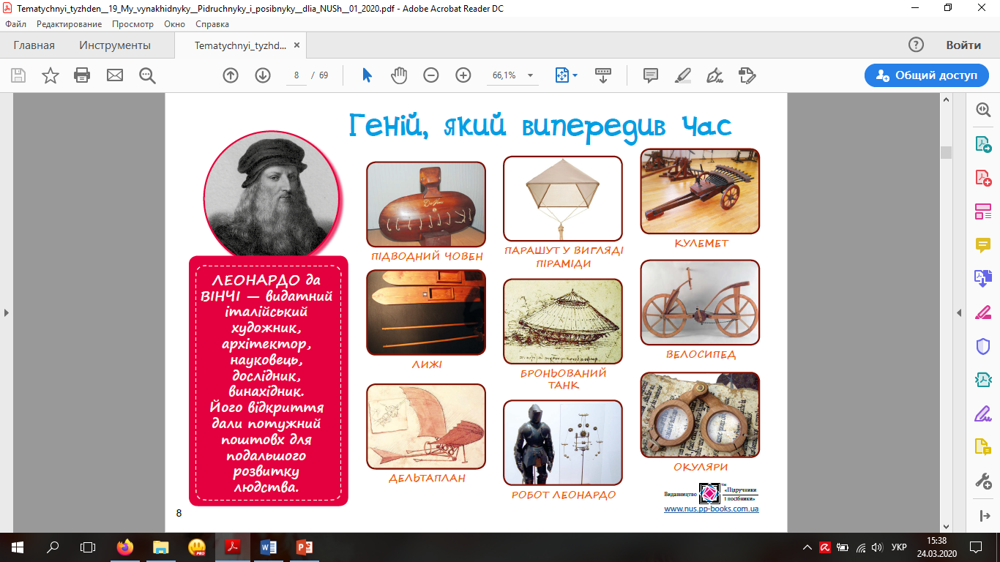 Tematychnyi_tyzhden__19_My_vynakhidnyky__Pidruchnyky_i_posibnyky__dlia_NUSh__01_2020.pdf - Adobe Acrobat Reader DC
Файл Редактирование Просмотр Окно Справка
Главная Инструменты Tematychnyi_tyzhd... ×
8 / 69 66,1% Общий доступ
Войти
Геній, який випередив час
ЛЕОНАРДО да
ВІНЧІ — видатний
італійський
художник,
архітектор,
науковець,
дослідник,
винахідник.
Його відкриття
дали потужний
поштовх для
подальшого
розвитку
людства.
ПІДВОДНИЙ ЧОВЕН
ПАРАШУТ У ВИГЛЯДІ
ПІРАМІДИ
КУЛЕМЕТ
ЛИЖІ
БРОНЬОВАНИЙ
ТАНК
ВЕЛОСИПЕД
ДЕЛЬТАПЛАН
РОБОТ ЛЕОНАРДО
ОКУЛЯРИ
Видавництво
™
«Підручники
і посібники»
www.nus.pp-books.com.ua
8
PRO
УКР
15:38
24.03.2020